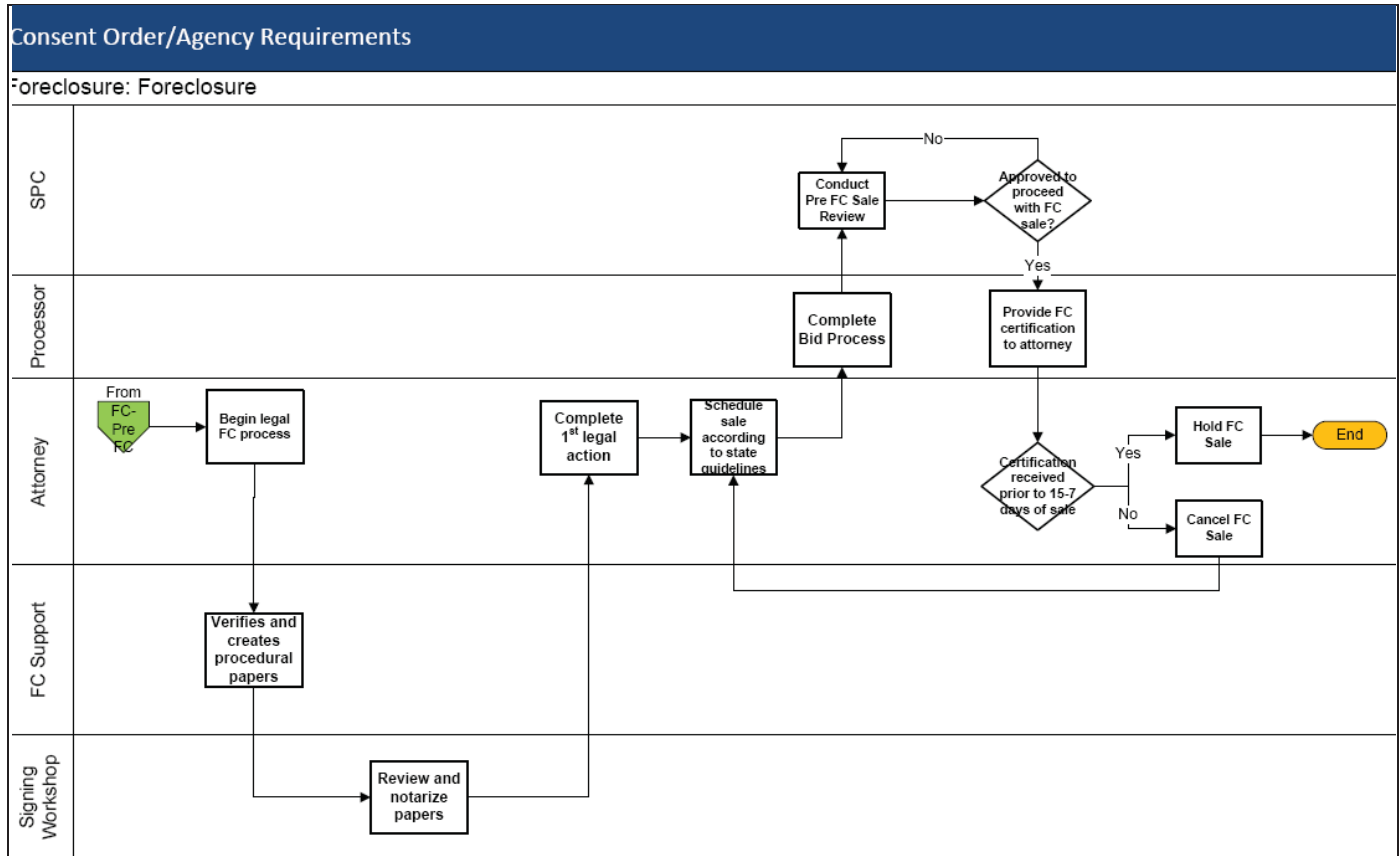 Consent Order/Agency Requirements
Foreclosure: Foreclosure
SPC
No
Conduct
Pre FC Sale
Review
Approved to
proceed
with FC
sale?
Yes
Processor
Complete
Bid Process
Provide FC
certification
to attorney
Attorney
From
FC-
Pre
FC
Begin legal
FC process
Complete
1st legal
action
Schedule
sale
according
to state
guidelines
Certification
received
prior to 15-7
days of sale
Yes
No
Hold FC
Sale
End
Cancel FC
Sale
FC Support
Verifies and
creates
procedural
papers
Signing
Workshop
Review and
notarize
papers